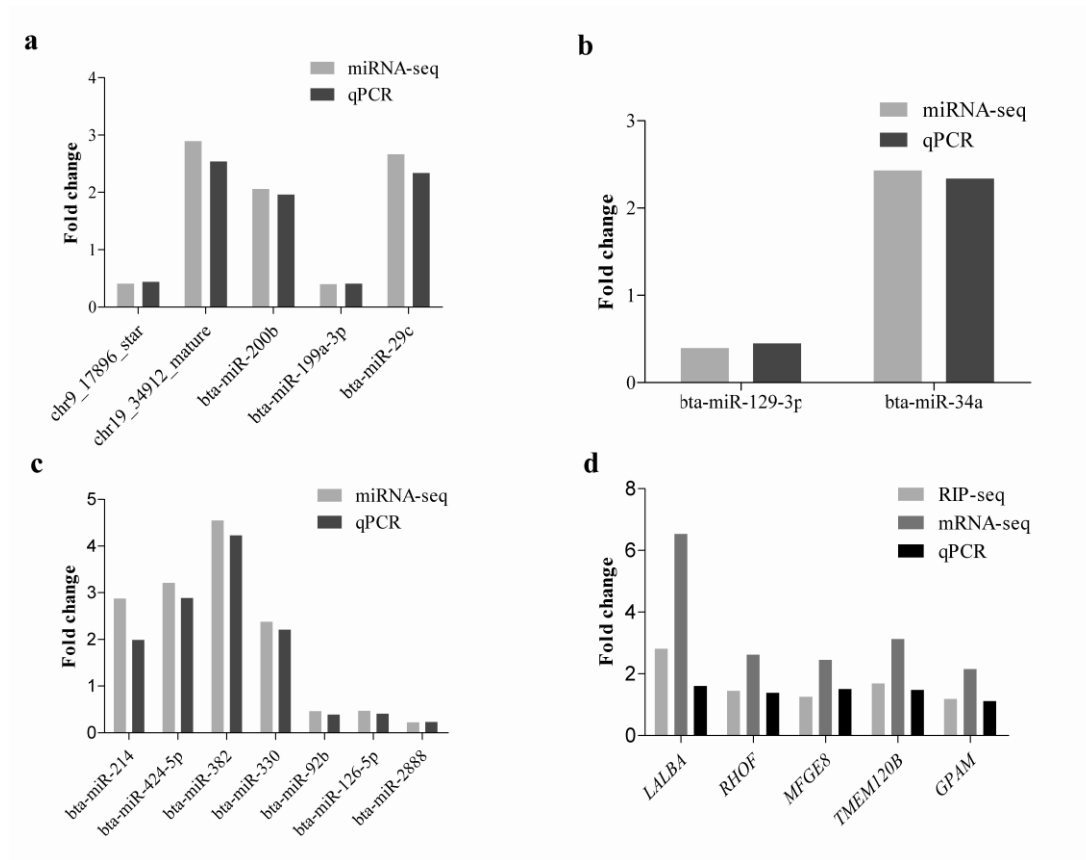 a
miRNA-seq
qPCR
Fold change
4
3
2
1
0
chr9_17896_star
chr19_34912_mature
bta-miR-200b
bta-miR-199a-3p
bta-miR-29c
b
miRNA-seq
qPCR
Fold change
3
2
1
0
bta-miR-129-3p
bta-miR-34a
c
miRNA-seq
qPCR
Fold change
5
4
3
2
1
0
bta-miR-214
bta-miR-424-5p
bta-miR-382
bta-miR-330
bta-miR-92b
bta-miR-126-5p
bta-miR-2888
d
RIP-seq
mRNA-seq
qPCR
Fold change
8
6
4
2
0
LALBA
RHOF
MFGE8
TMEM120B
GPAM